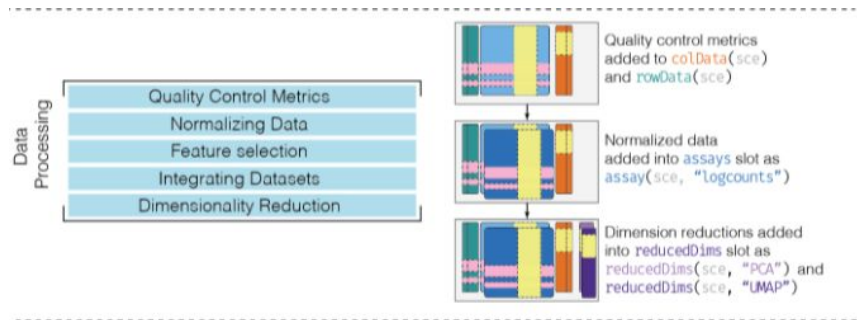 Data
Processing
Quality Control Metrics
Normalizing Data
Feature selection
Integrating Datasets
Dimensionality Reduction
Quality control metrics
added to colData(sce)
and rowData(sce)
Normalized data
added into assays slot as
assay(sce, “logcounts”)
Dimension reductions added
into reducedDims slot as
reducedDims(sce, “PCA”) and
reducedDims(sce, “UMAP”)